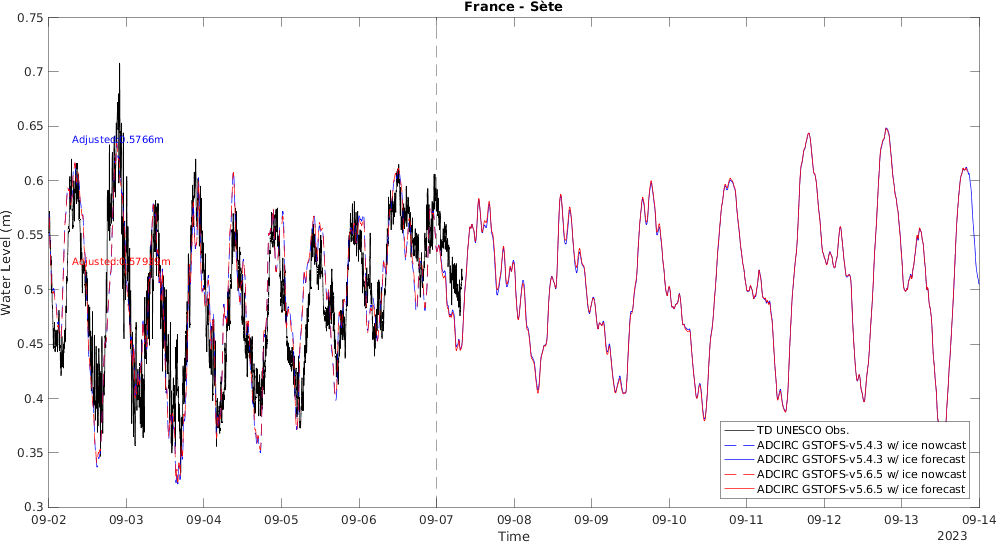 France - Sète
Water Level (m)
0.75
0.7
0.65
0.6
0.55
0.5
0.45
0.4
0.35
0.3
Adjusted:0.5766m
09-02
09-03
09-04
09-05
09-06
09-07
09-08
09-09
09-10
09-11
09-12
09-13
09-14
Time
2023
TD UNESCO Obs.
ADCIRC GSTOFS-v5.4.3 w/ ice nowcast
ADCIRC GSTOFS-v5.4.3 w/ ice forecast
ADCIRC GSTOFS-v5.6.5 w/ ice nowcast
ADCIRC GSTOFS-v5.6.5 w/ ice forecast